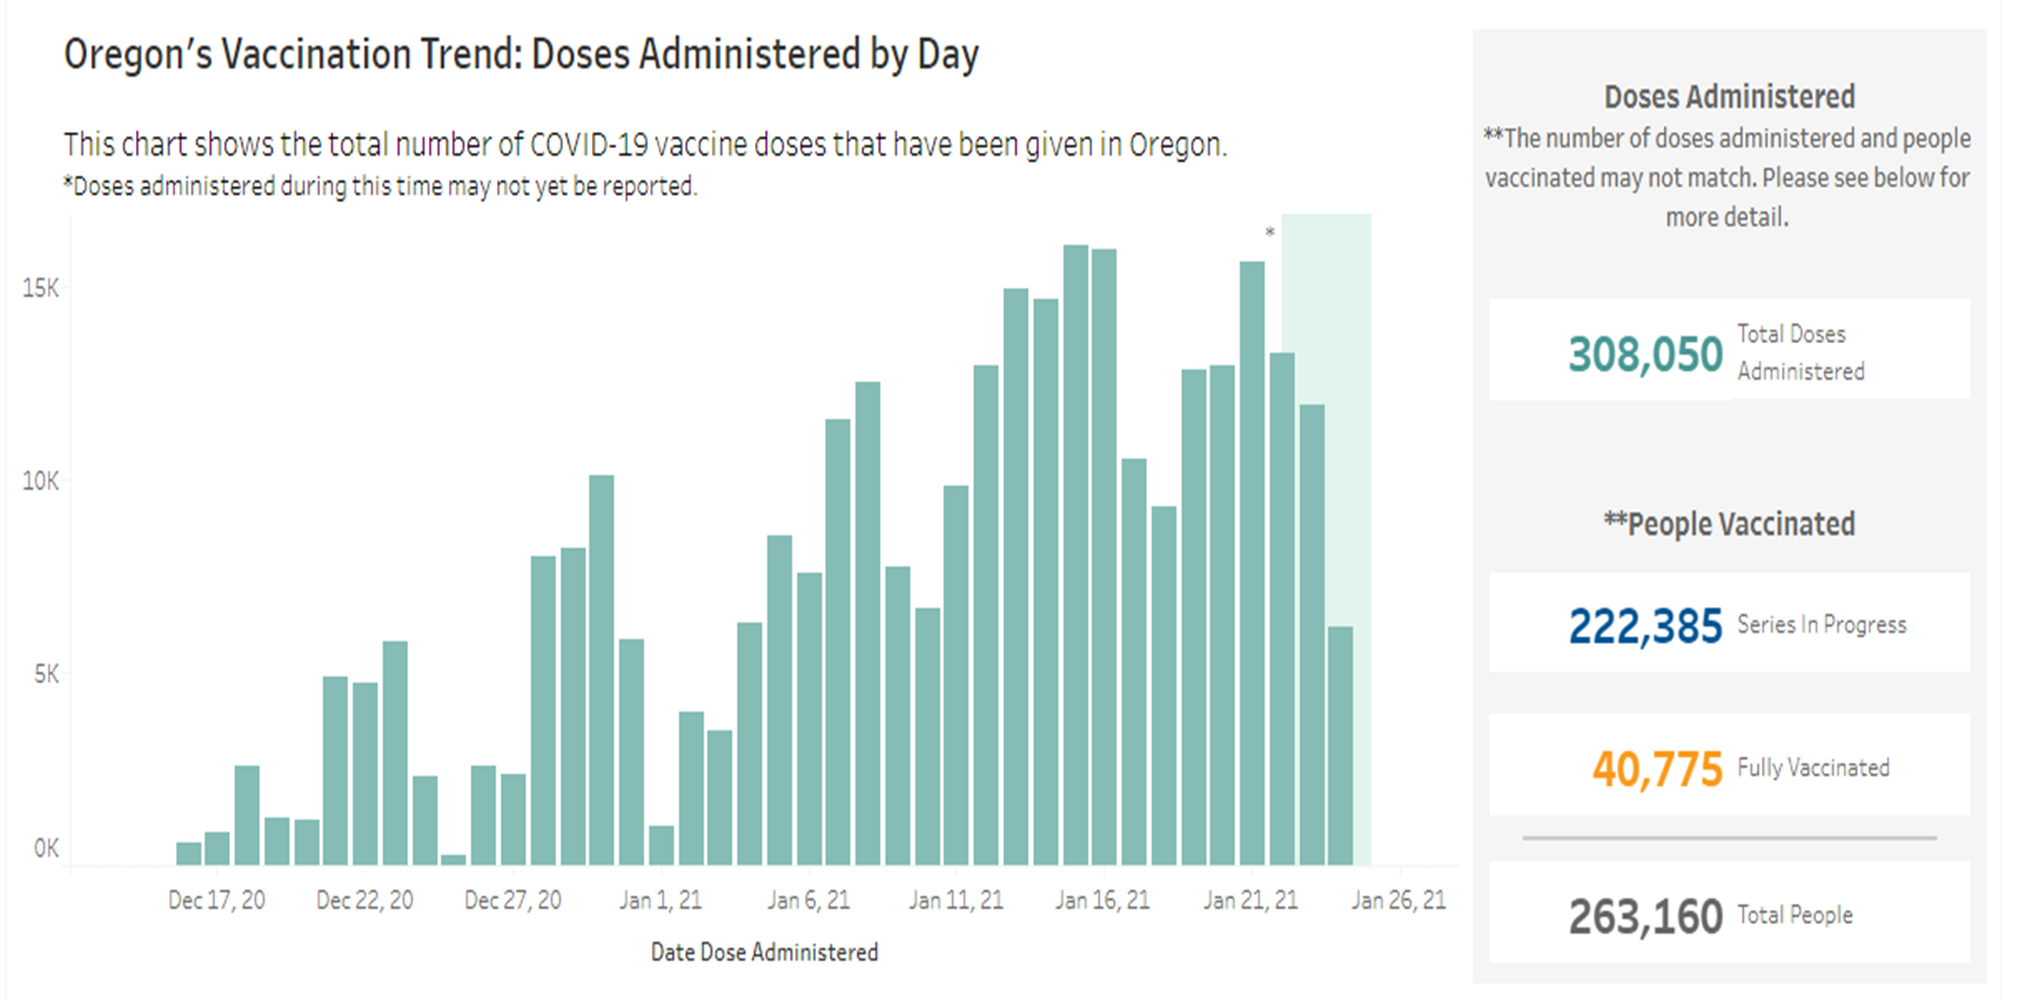 Oregon's Vaccination Trend: Doses Administered by Day
This chart shows the total number of COVID-19 vaccine doses that have been given in Oregon.
*Doses administered during this time may not yet be reported.
*
15K
10K
5K
0K
Dec 17, 20
Dec 22, 20
Dec 27, 20
Jan 1, 21
Jan 6, 21
Jan 11, 21
Jan 16, 21
Jan 21, 21
Jan 26, 21
Date Dose Administered
Doses Administered
**The number of doses administered and people
vaccinated may not match. Please see below for
more detail.
308,050 Total Doses
Administered
**People Vaccinated
222,385 Series In Progress
40,775 Fully Vaccinated
263,160 Total People